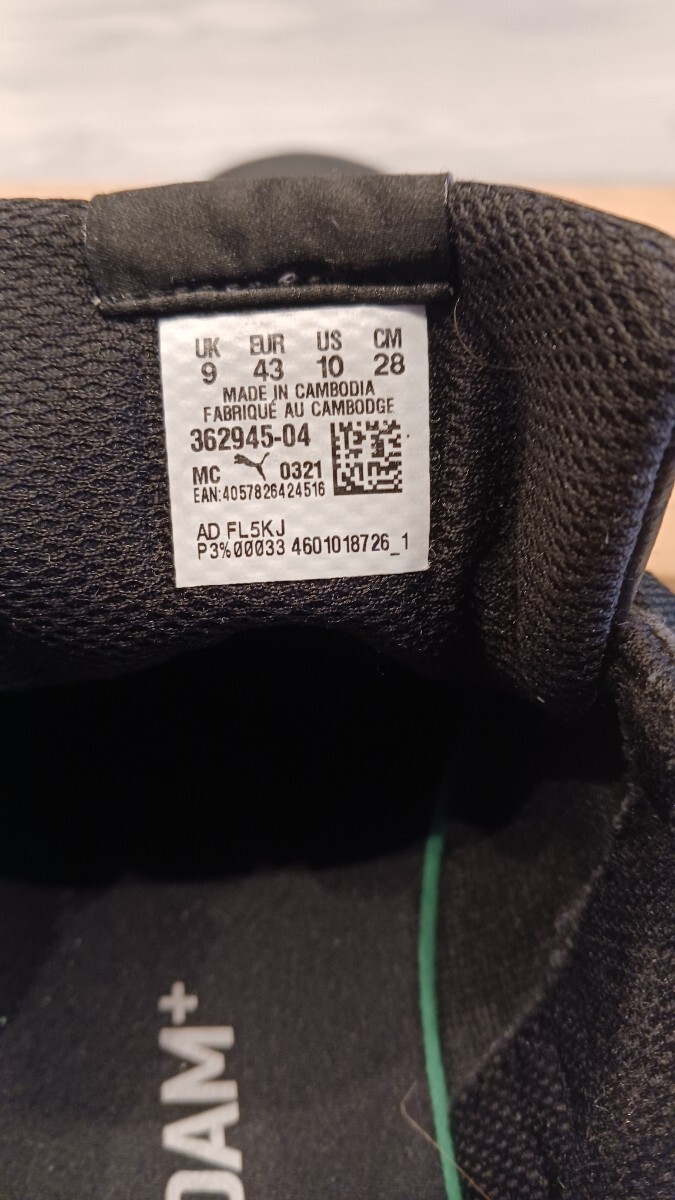 UK EUR US CM
9 43 10 28
MADE IN CAMBODIA
FABRIQUÉ AU CAMBODGE
362945-04
MC 0321
EAN:4057826424516
AD FL5KJ
P3%00033 4601018726_1
OAM+